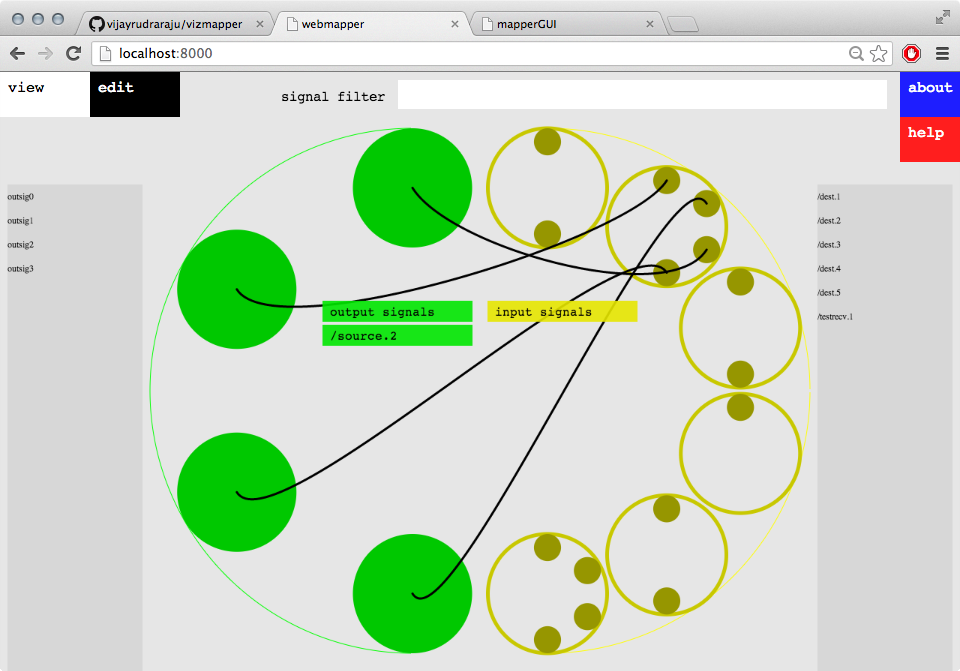 vijayrudraraju/vizmapper
webmapper
mapperGUI
localhost:8000
view
edit
signal filter
about
help
outsig0
outsig1
outsig2
outsig3
output signals
/source.2
input signals
/dest.1
/dest.2
/dest.3
/dest.4
/dest.5
/testrecv.1